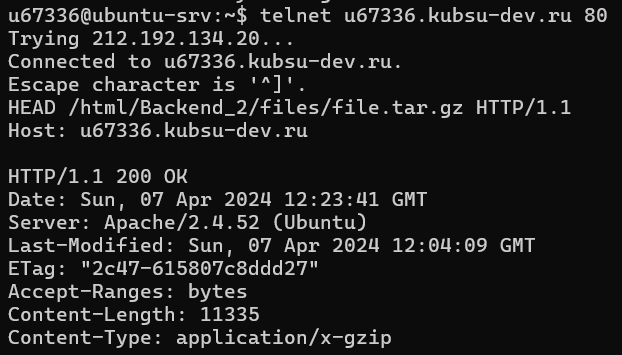 u67336@ubuntu-srv:~$ telnet u67336.kubsu-dev.ru 80
Trying 212.192.134.20...
Connected to u67336.kubsu-dev.ru.
Escape character is '^]'.
HEAD /html/Backend_2/files/file.tar.gz HTTP/1.1
Host: u67336.kubsu-dev.ru

HTTP/1.1 200 OK
Date: Sun, 07 Apr 2024 12:23:41 GMT
Server: Apache/2.4.52 (Ubuntu)
Last-Modified: Sun, 07 Apr 2024 12:04:09 GMT
ETag: "2c47-615807c8ddd27"
Accept-Ranges: bytes
Content-Length: 11335
Content-Type: application/x-gzip